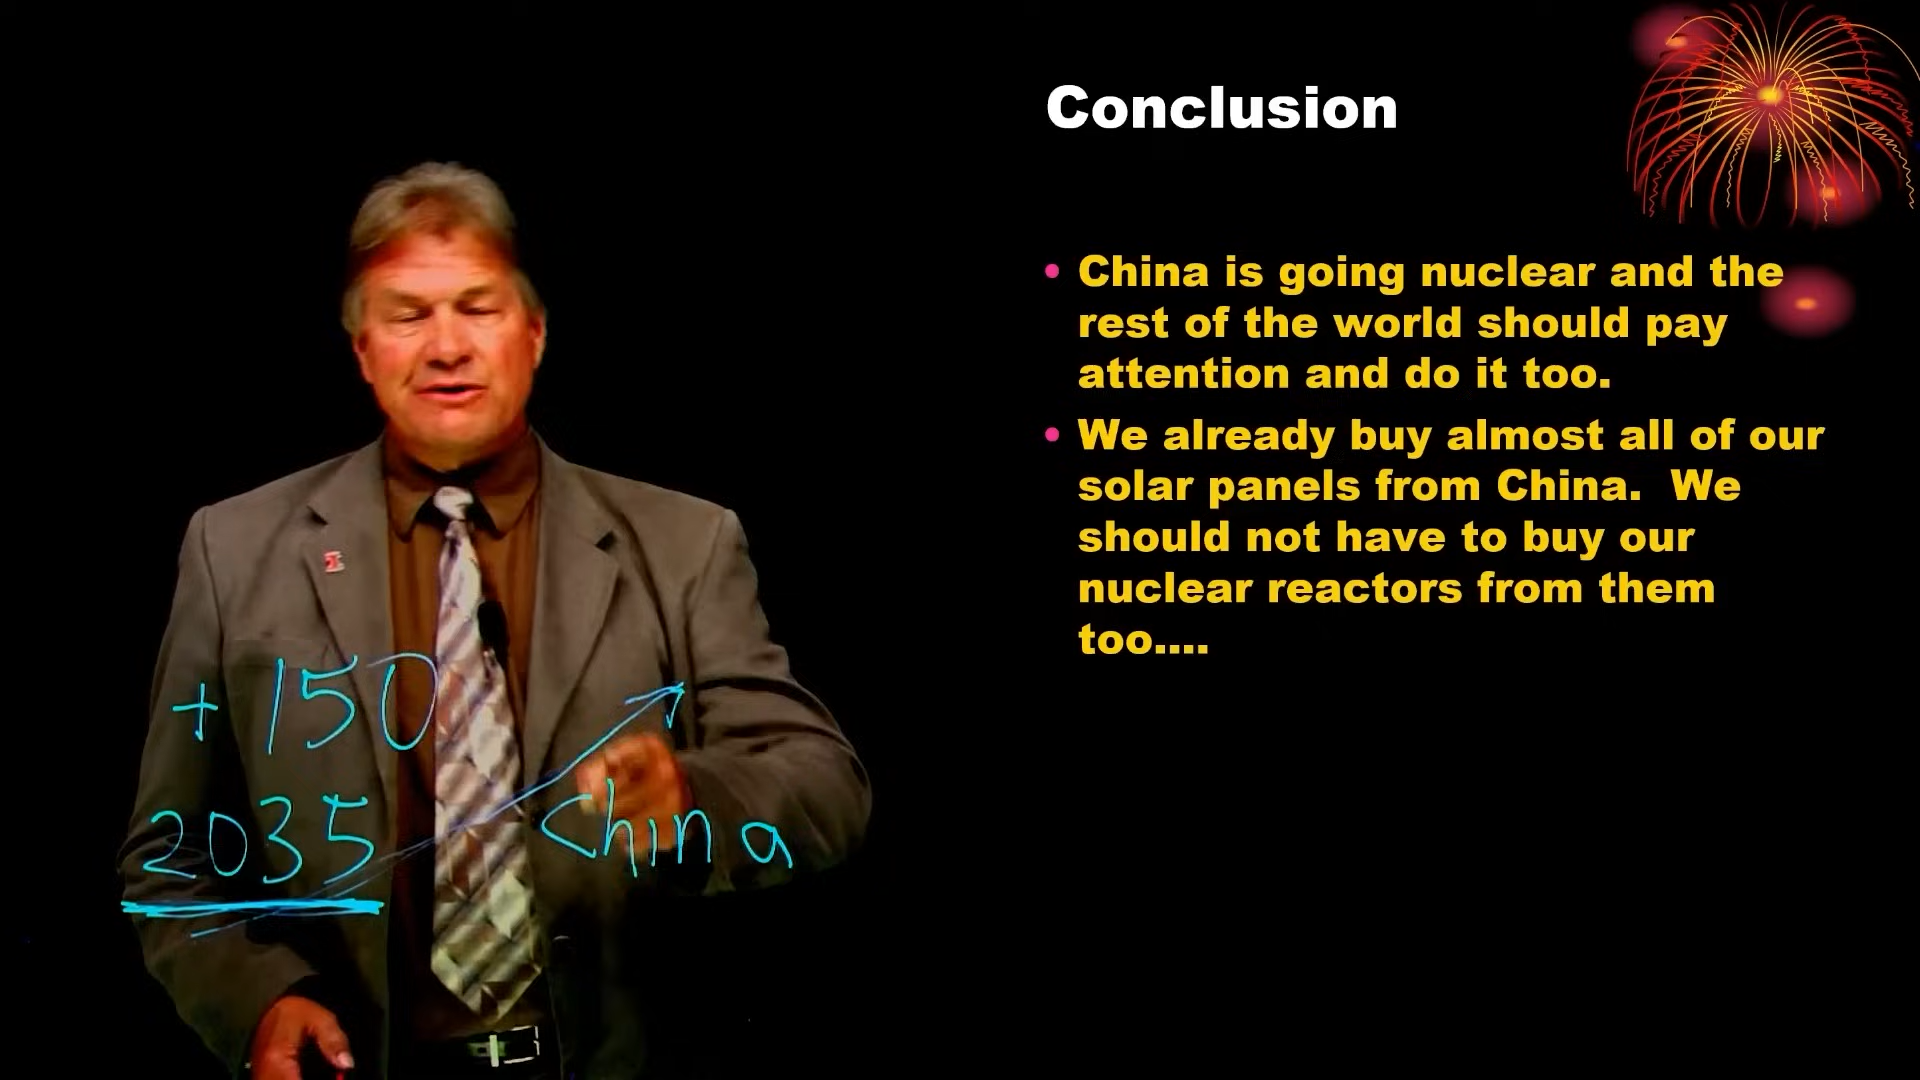 Conclusion
• China is going nuclear and the
rest of the world should pay
attention and do it too.
• We already buy almost all of our
solar panels from China.  We
should not have to buy our
nuclear reactors from them
too....
+ 150
2035
China